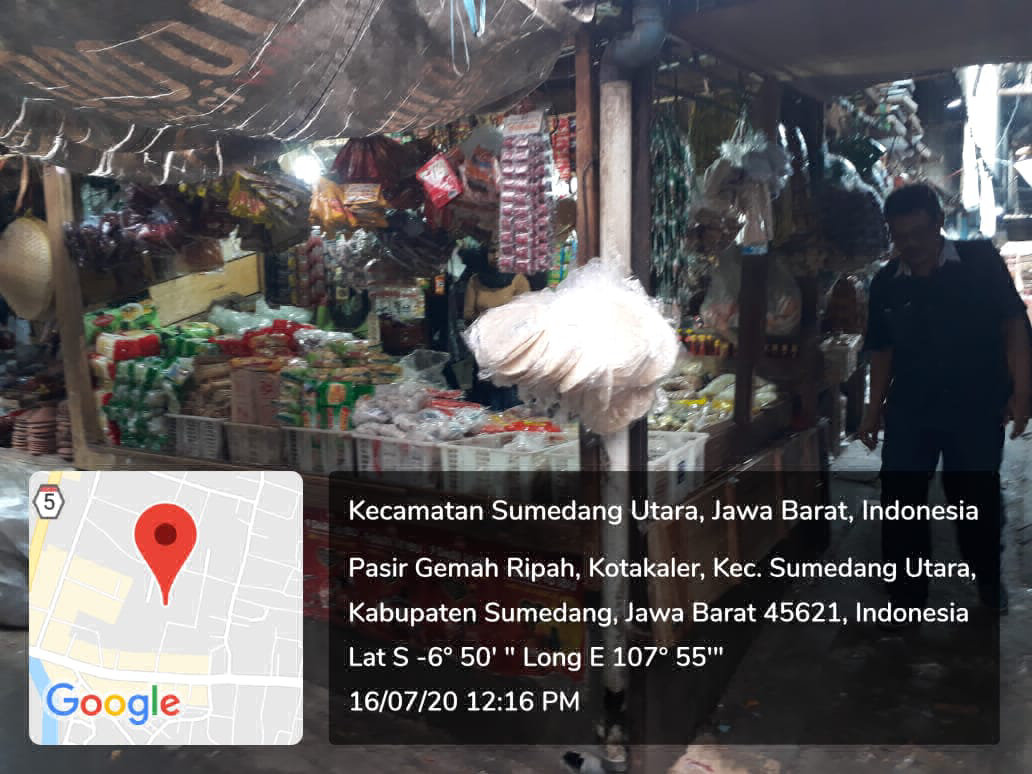 5
Kecamatan Sumedang Utara, Jawa Barat, Indonesia
Pasir Gemah Ripah, Kotakaler, Kec. Sumedang Utara,
Kabupaten Sumedang, Jawa Barat 45621, Indonesia
Lat S -6° 50' " Long E 107° 55'"
16/07/20 12:16 PM
Google